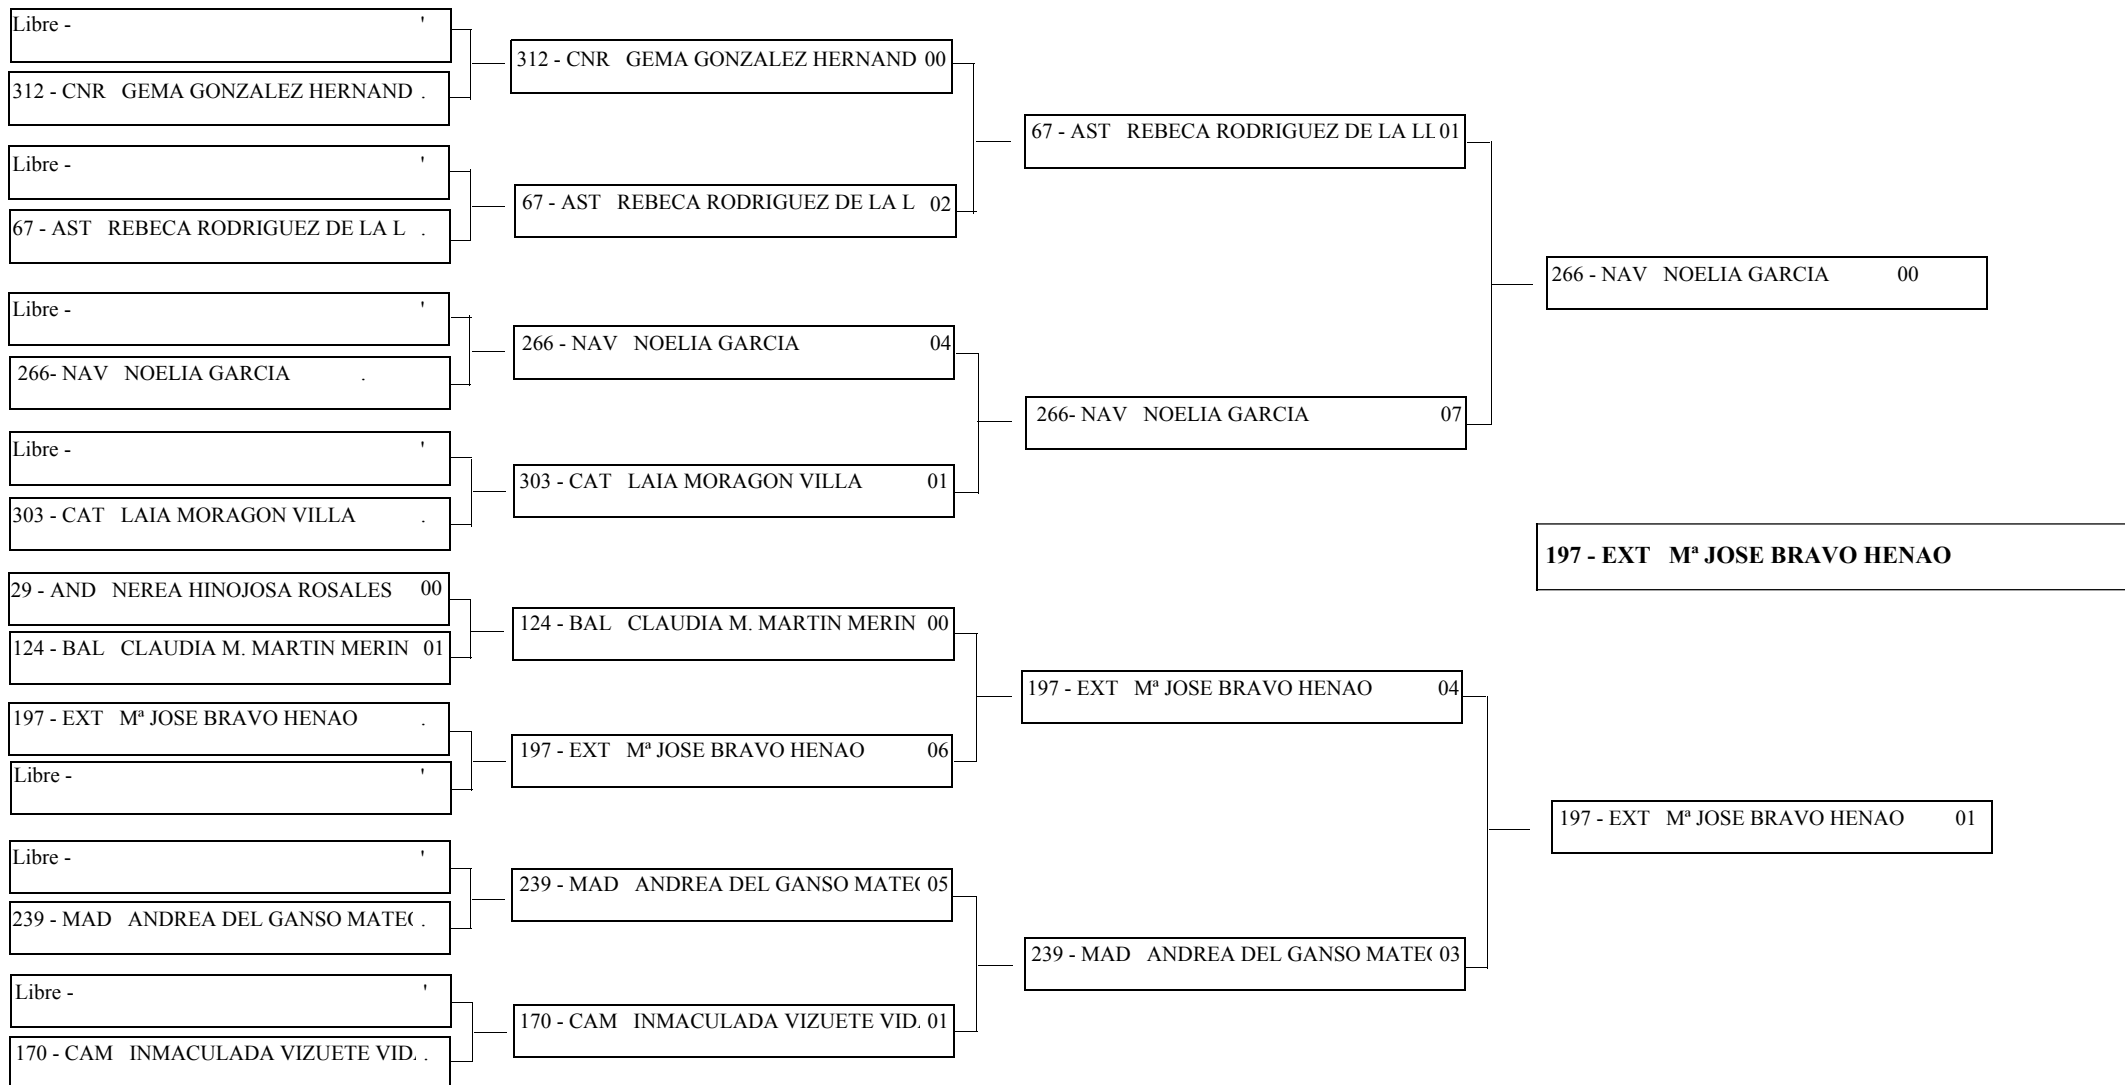 Libre - '
312 - CNR GEMA GONZALEZ HERNAND .
Libre - '
67 - AST REBECA RODRIGUEZ DE LA L .
Libre - '
266- NAV NOELIA GARCIA .
Libre - '
303 - CAT LAIA MORAGON VILLA .
29 - AND NEREA HINOJOSA ROSALES 00
124 - BAL CLAUDIA M. MARTIN MERIN 01
197 - EXT Mª JOSE BRAVO HENAO .
Libre - '
Libre - '
239 - MAD ANDREA DEL GANSO MATEO .
Libre - '
170 - CAM INMACULADA VIZUETE VID. .
312 - CNR GEMA GONZALEZ HERNAND 00
67 - AST REBECA RODRIGUEZ DE LA L 02
266 - NAV NOELIA GARCIA 04
303 - CAT LAIA MORAGON VILLA 01
124 - BAL CLAUDIA M. MARTIN MERIN 00
197 - EXT Mª JOSE BRAVO HENAO 06
239 - MAD ANDREA DEL GANSO MATEO 05
170 - CAM INMACULADA VIZUETE VID. 01
67 - AST REBECA RODRIGUEZ DE LA LL 01
266- NAV NOELIA GARCIA 07
197 - EXT Mª JOSE BRAVO HENAO 04
239 - MAD ANDREA DEL GANSO MATEO 03
266 - NAV NOELIA GARCIA 00
197 - EXT Mª JOSE BRAVO HENAO
197 - EXT Mª JOSE BRAVO HENAO 01